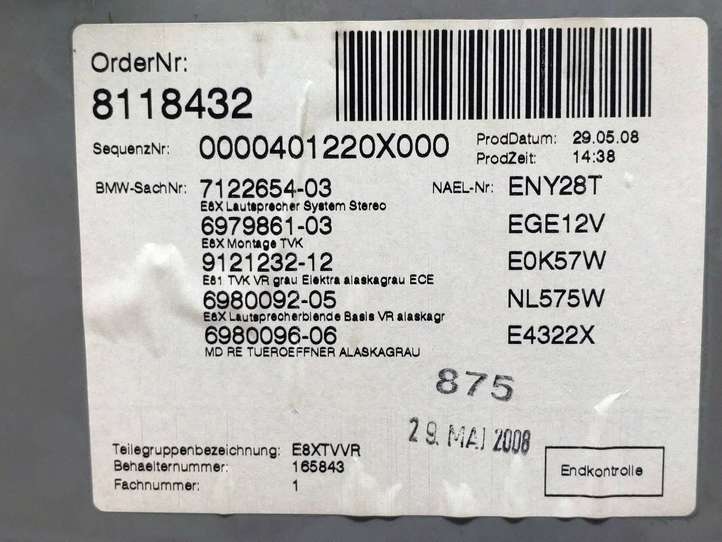 OrderNr:
8118432
SequenzNr: 0000401220X000 ProdDatum: 29.05.08
ProdZeit: 14:38
BMW-SachNr: 7122654-03 NAEL-Nr: ENY28T
E8X Lautsprecher System Stereo
6979861-03 EGE12V
E8X Montage TVK
9121232-12 E0K57W
E81 TVK VR grau Elektra alaskagrau ECE
6980092-05 NL575W
E8X Lautsprecherblende Basis VR alaskagr
6980096-06 E4322X
MD RE TUEROEFFNER ALASKAGRAU
875
29. MAI 2008
Teilegruppenbezeichnung: E8XTVVR
Behaelternummer: 165843
Fachnummer: 1
Endkontrolle